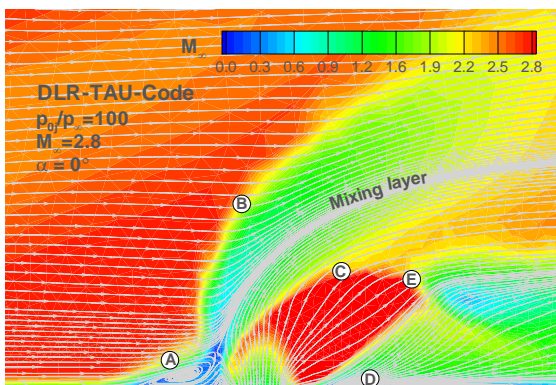 M∞
0.0 0.3 0.6 0.9 1.2 1.6 1.9 2.2 2.5 2.8
DLR-TAU-Code
p0j/p∞=100
M∞=2.8
α = 0°
B
Mixing layer
C
E
A
D